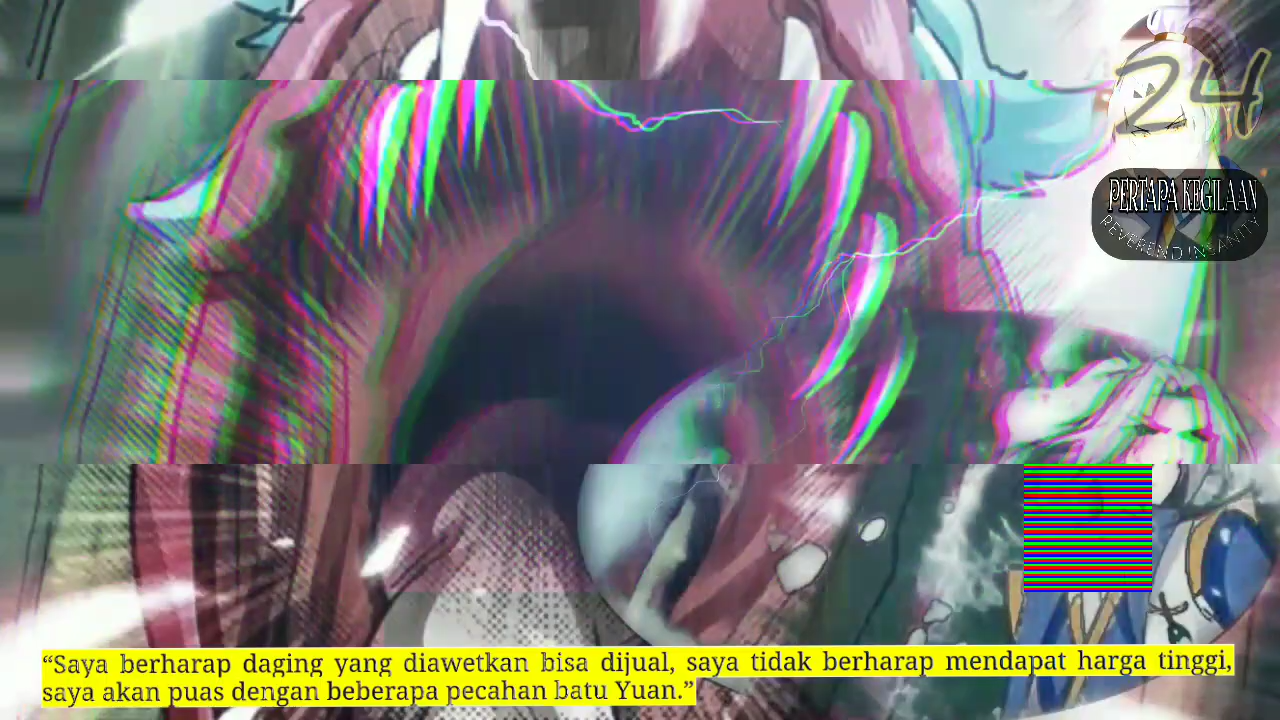 24
PERTAPA KEGILAAN
REVEREND INSANITY
“Saya berharap daging yang diawetkan bisa dijual, saya tidak berharap mendapat harga tinggi,
saya akan puas dengan beberapa pecahan batu Yuan.”